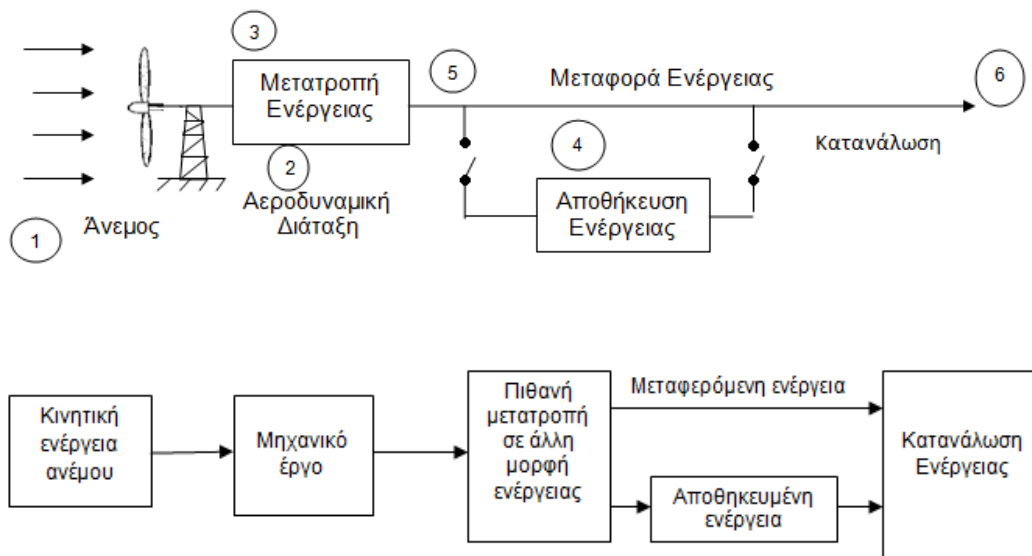 3
Μετατροπή
Ενέργειας
5
Μεταφορά Ενέργειας
6
2
4
Κατανάλωση
Αεροδυναμική
Διάταξη
Αποθήκευση
Ενέργειας
1
Άνεμος
Κινητική
ενέργεια
ανέμου
Μηχανικό
έργο
Πιθανή
μετατροπή
σε άλλη
μορφή
ενέργειας
Μεταφερόμενη ενέργεια
Αποθηκευμένη
ενέργεια
Κατανάλωση
Ενέργειας